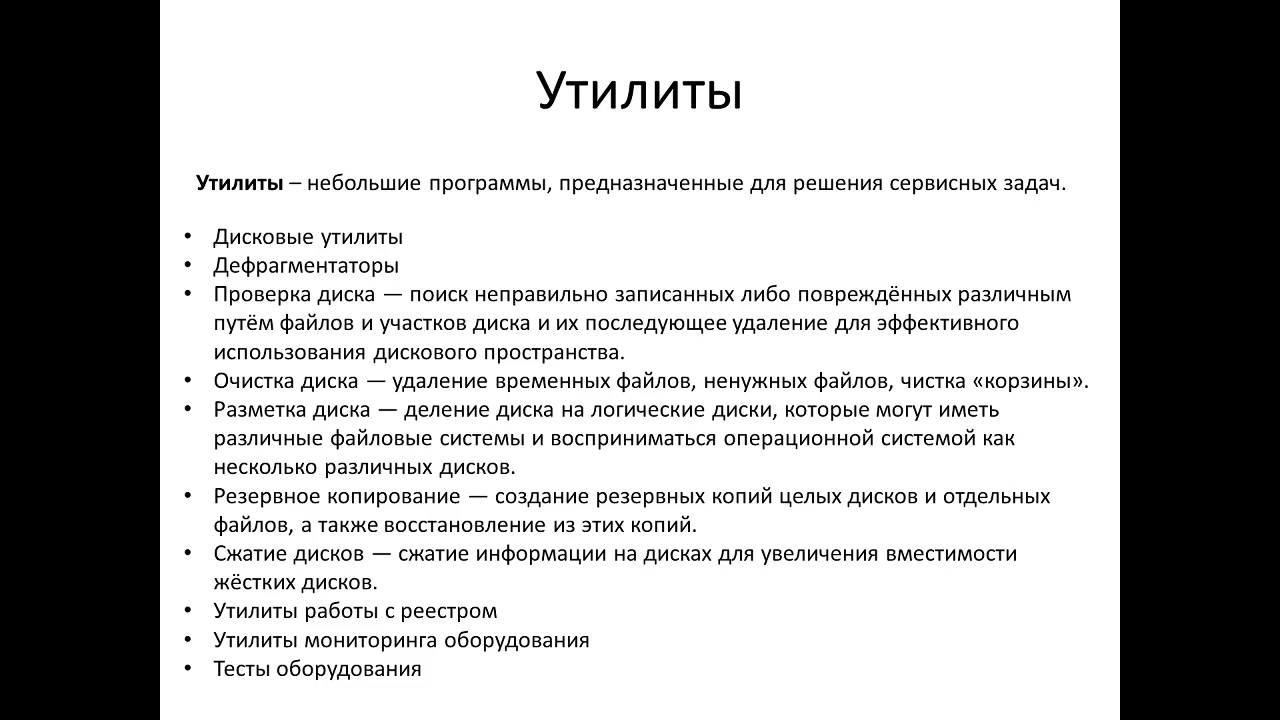 Утилиты
Утилиты – небольшие программы, предназначенные для решения сервисных задач.
• Дисковые утилиты
• Дефрагментаторы
• Проверка диска — поиск неправильно записанных либо повреждённых различным
путём файлов и участков диска и их последующее удаление для эффективного
использования дискового пространства.
• Очистка диска — удаление временных файлов, ненужных файлов, чистка «корзины».
• Разметка диска — деление диска на логические диски, которые могут иметь
различные файловые системы и восприниматься операционной системой как
несколько различных дисков.
• Резервное копирование — создание резервных копий целых дисков и отдельных
файлов, а также восстановление из этих копий.
• Сжатие дисков — сжатие информации на дисках для увеличения вместимости
жёстких дисков.
• Утилиты работы с реестром
• Утилиты мониторинга оборудования
• Тесты оборудования